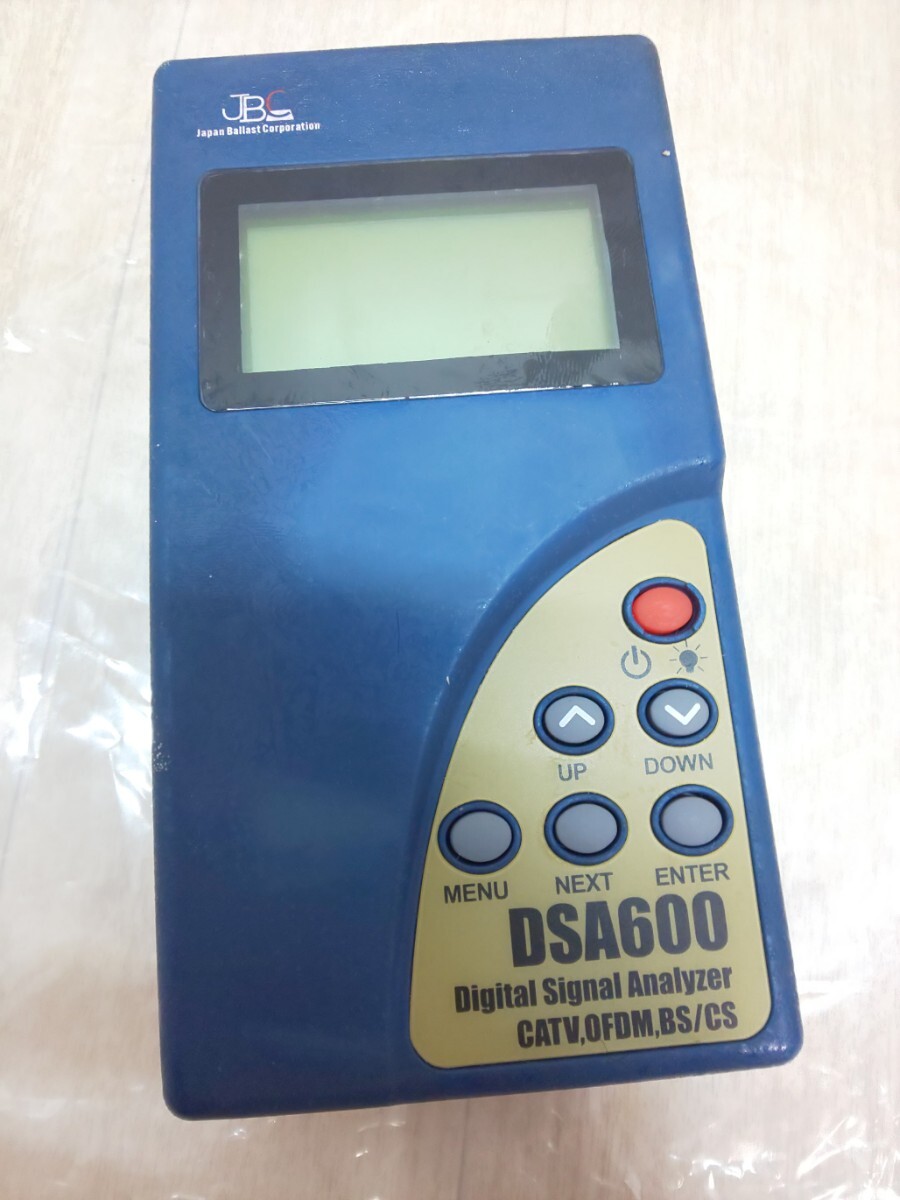 JBC
Japan Ballast Corporation
UP
DOWN
MENU
NEXT
ENTER
DSA600
Digital Signal Analyzer
CATV,OFDM,BS/CS